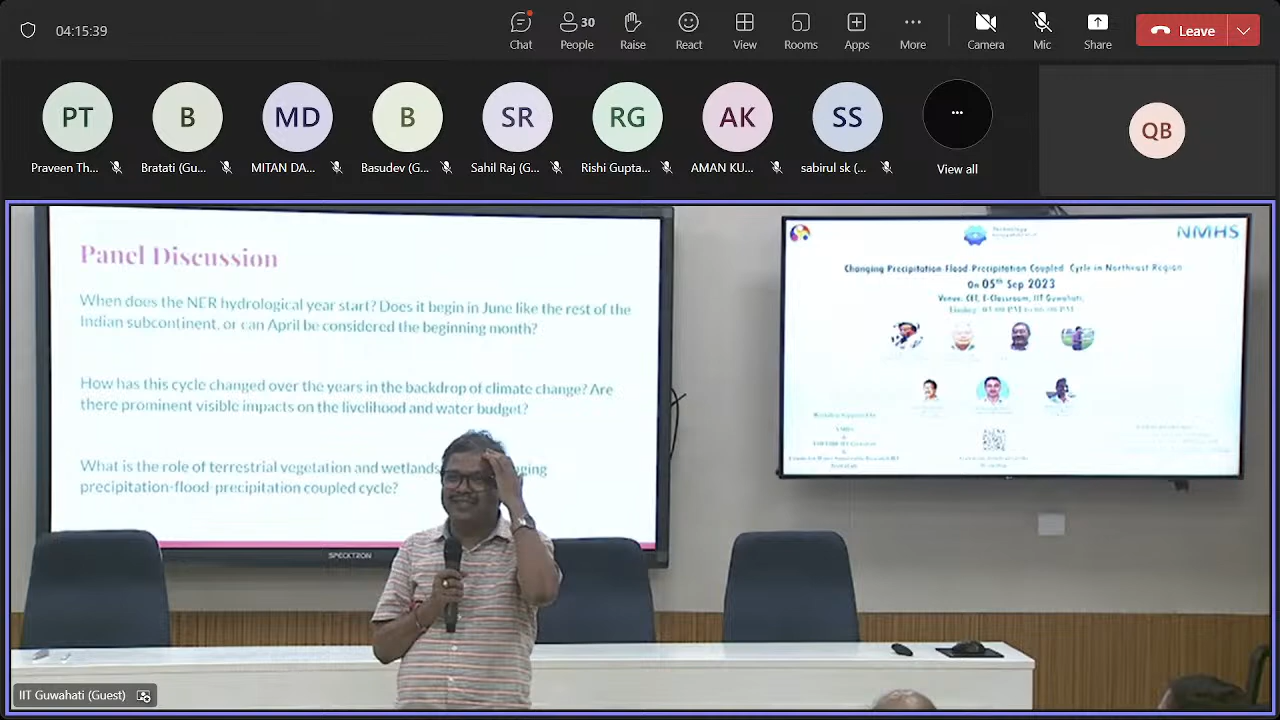 04:15:39
Chat
30
People
Raise
React
View
Rooms
Apps
More
Camera
Mic
Share
Leave
PT
B
MD
B
SR
RG
AK
SS
QB
Praveen Th...
Bratati (Gu...
MITAN DA...
Basudev (G...
Sahil Raj (G...
Rishi Gupta...
AMAN KU...
sabirul sk (...
View all
Panel Discussion
When does the NER hydrological year start? Does it begin in June like the rest of the
Indian subcontinent, or can April be considered the beginning month?
How has this cycle changed over the years in the backdrop of climate change? Are
there prominent visible impacts on the livelihood and water budget?
What is the role of terrestrial vegetation and wetlands
precipitation-flood-precipitation coupled cycle?
SPECKTRON
NMHS
Changing Precipitation Flood Precipitation Coupled Cycle in Northeast Region
On 05th Sep 2023
Venue: CET, E-Classroom, IIT Guwahati,
IIT Guwahati (Guest)